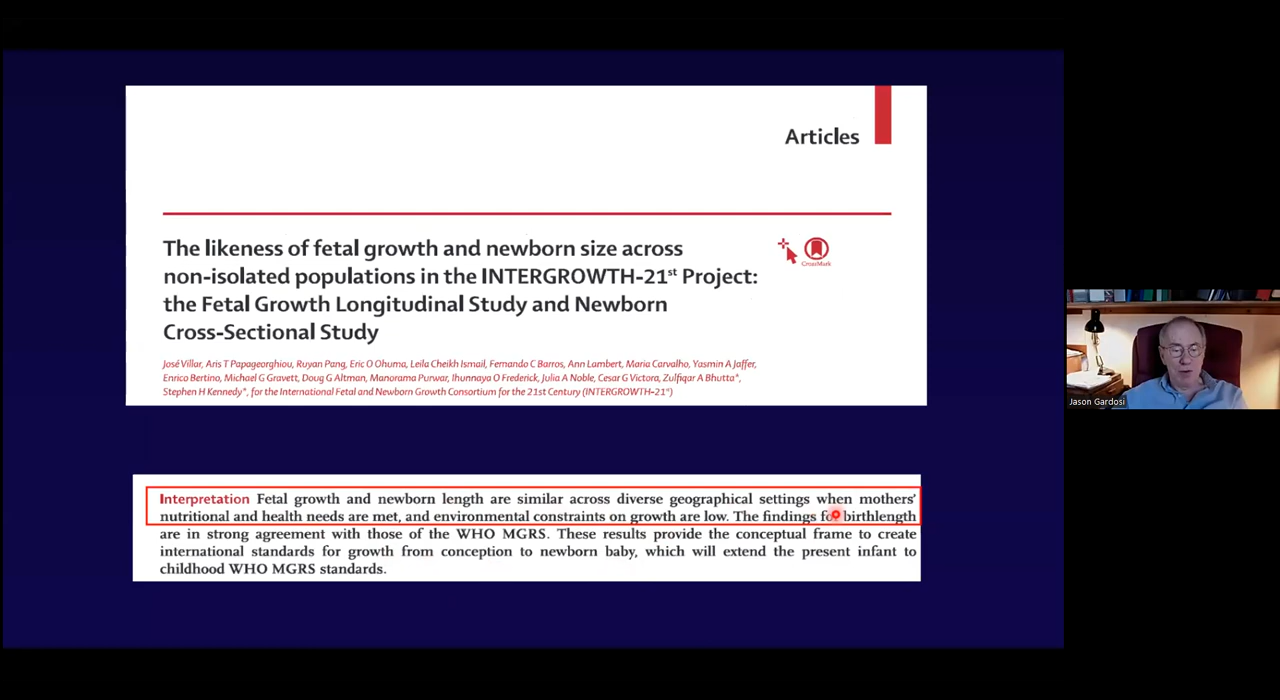 Articles
The likeness of fetal growth and newborn size across
non-isolated populations in the INTERGROWTH-21st Project:
the Fetal Growth Longitudinal Study and Newborn
Cross-Sectional Study
CrossMark
José Villar, Aris T Papageorghiou, Ruyan Pang, Eric O Ohuma, Leila Cheikh Ismail, Fernando C Barros, Ann Lambert, Maria Carvalho, Yasmin A Jaffer,
Enrico Bertino, Michael G Gravett, Doug G Altman, Manorama Purwar, Ihunnaya O Frederick, Julia A Noble, Cesar G Victora, Zulfiqar A Bhutta*,
Stephen H Kennedy*, for the International Fetal and Newborn Growth Consortium for the 21st Century (INTERGROWTH-21st)
Interpretation Fetal growth and newborn length are similar across diverse geographical settings when mothers'
nutritional and health needs are met, and environmental constraints on growth are low. The findings for birthlength
are in strong agreement with those of the WHO MGRS. These results provide the conceptual frame to create
international standards for growth from conception to newborn baby, which will extend the present infant to
childhood WHO MGRS standards.
Jason Gardosi